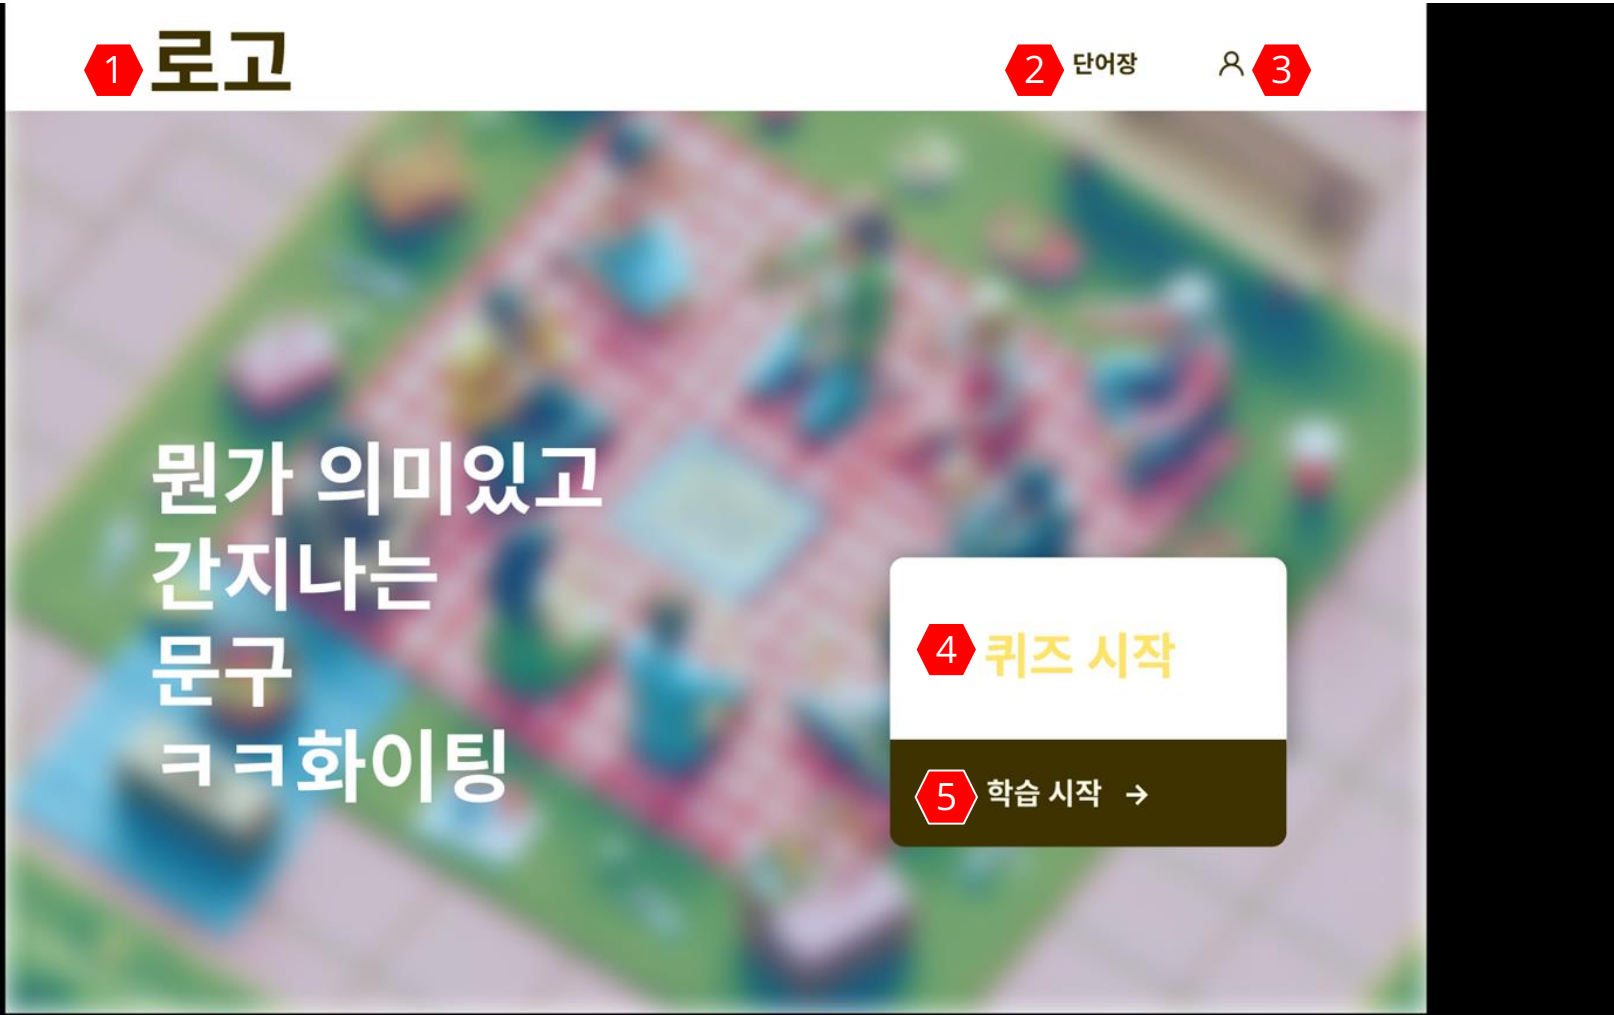 1 로고
2 단어장
3
뭔가 의미있고
간지나는
문구
ㅋㅋ화이팅
4 퀴즈 시작
5 학습 시작 →